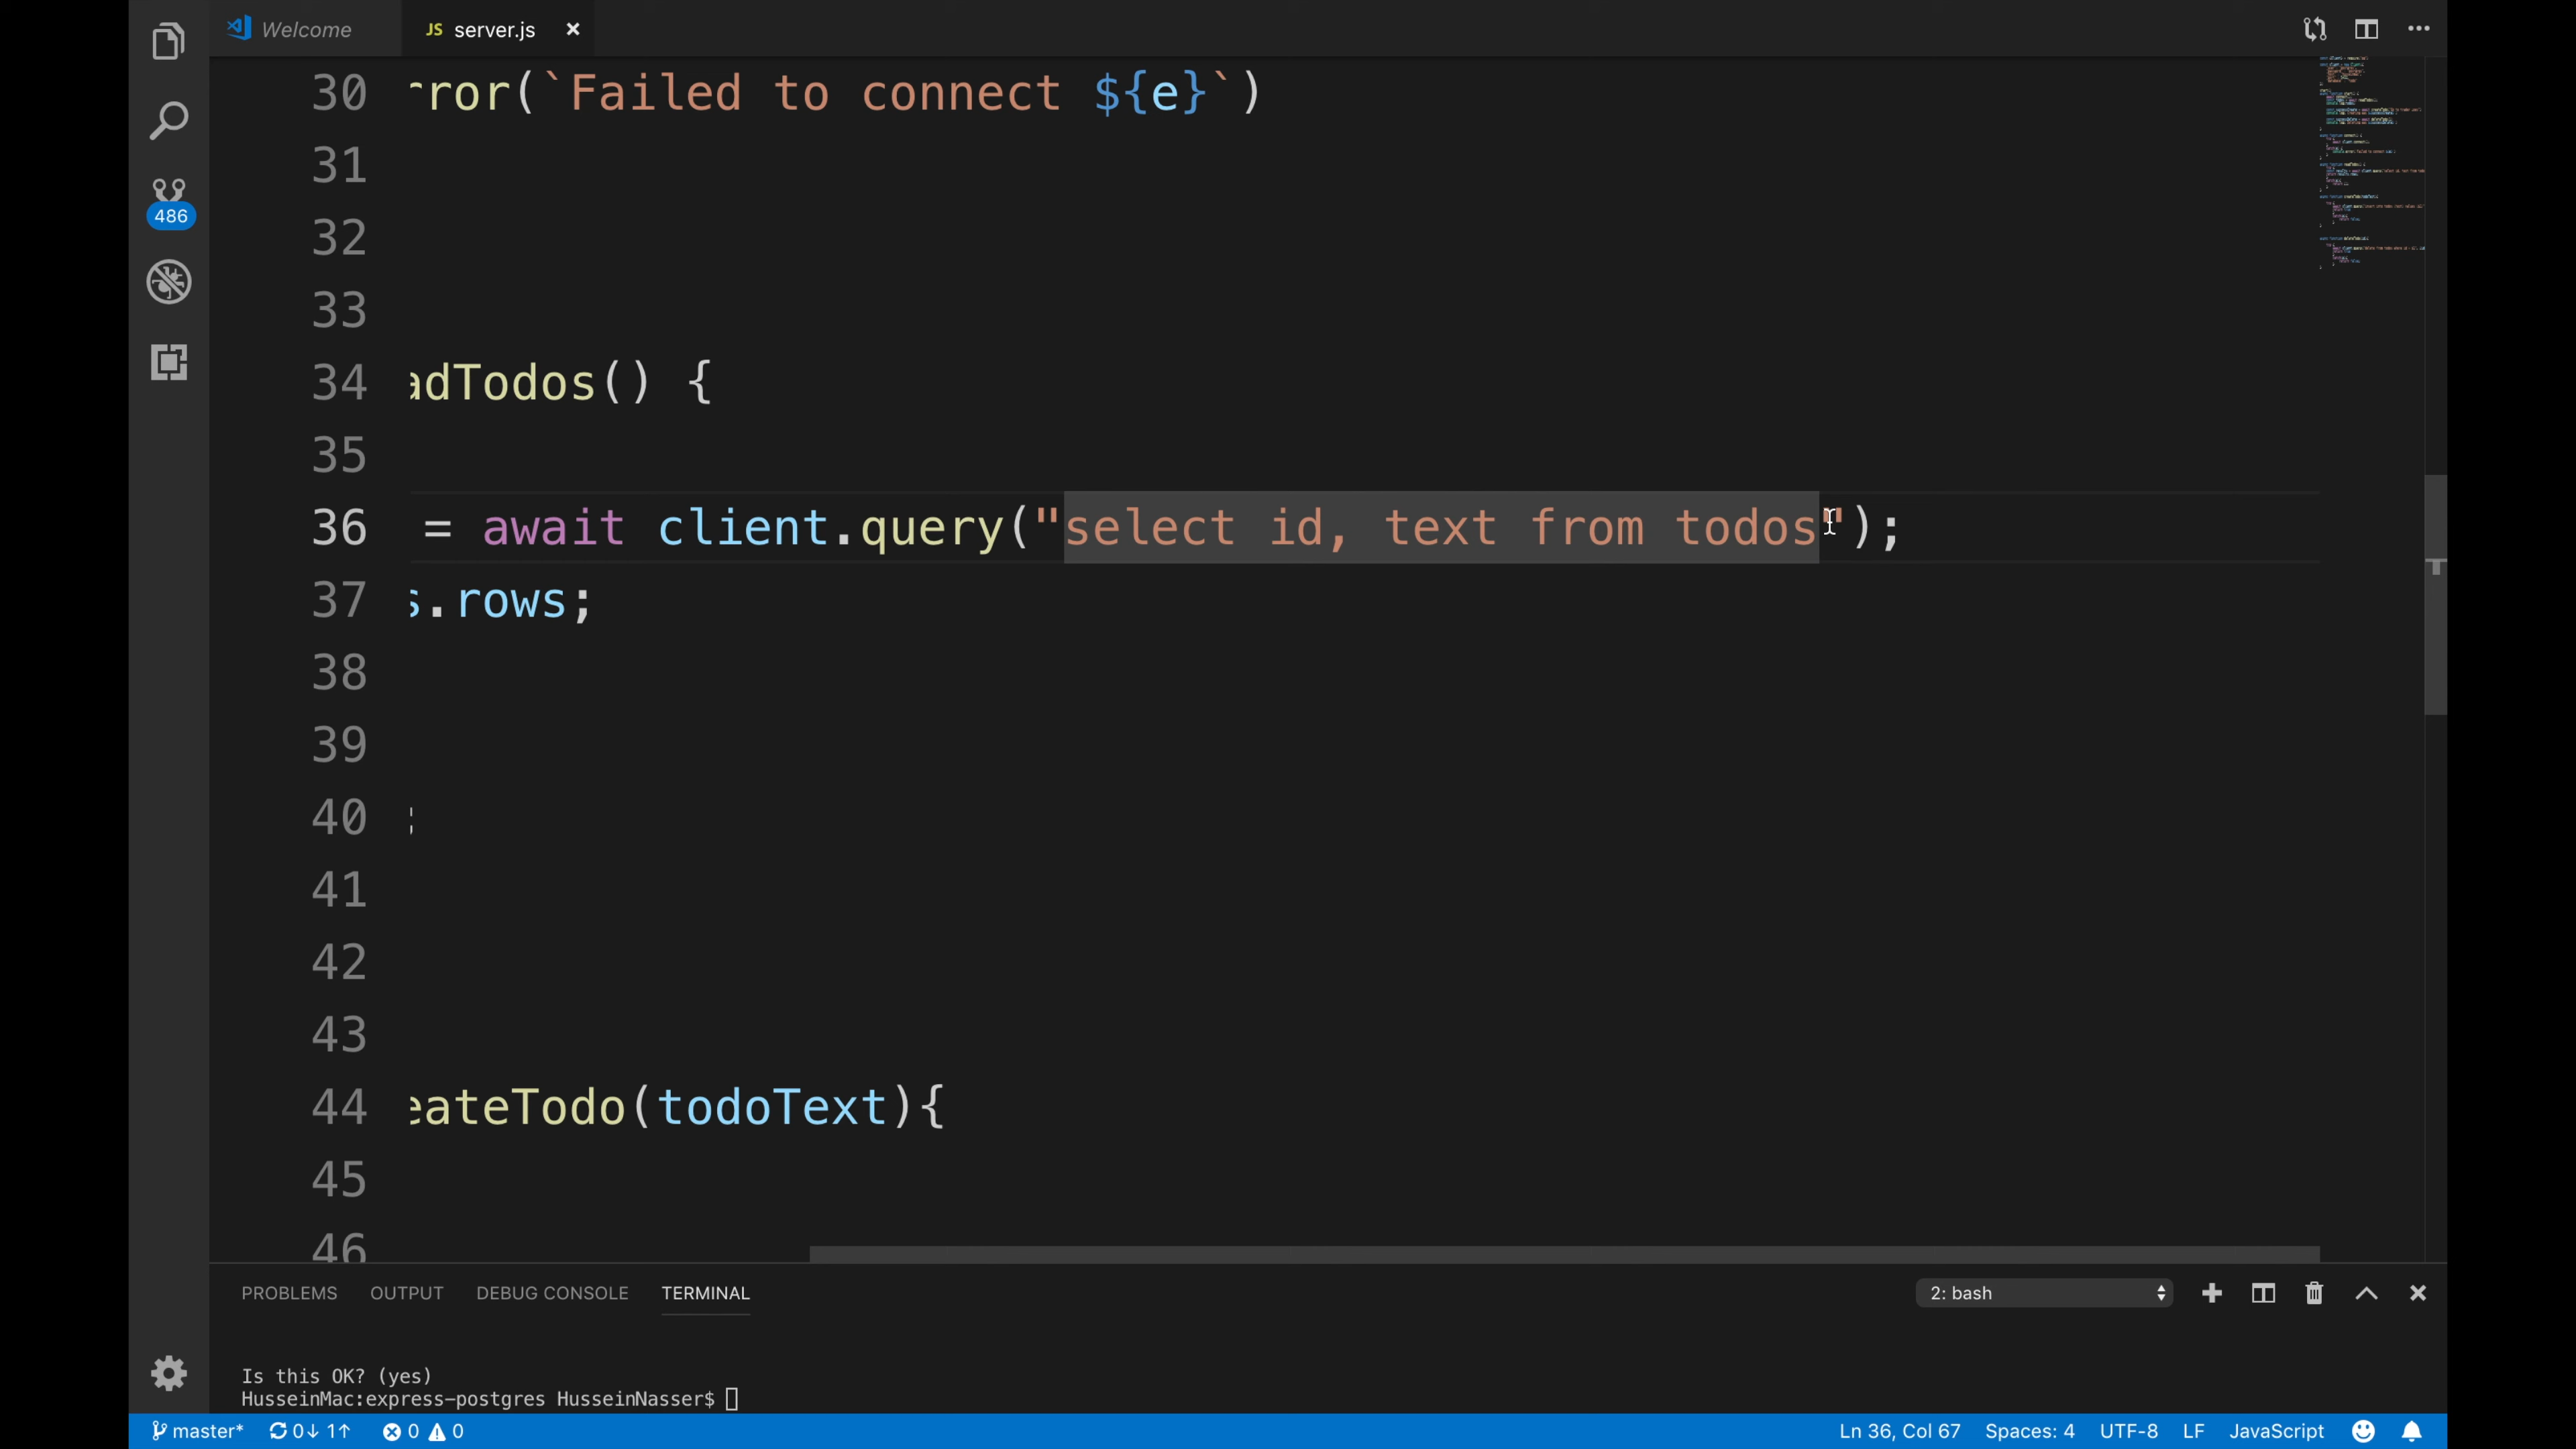 Welcome
JS server.js
30 rror(`Failed to connect ${e}`)
31
32
33
34 adTodos() {
35
36 = await client.query("select id, text from todos");
37 s.rows;
38
39
40 ;
41
42
43
44 eateTodo(todoText){
45
46
486
PROBLEMS OUTPUT DEBUG CONSOLE TERMINAL 2: bash
Is this OK? (yes)
HusseinMac:express-postgres HusseinNasser$
master* 0↓ 1↑ 0 0 Ln 36, Col 67 Spaces: 4 UTF-8 LF JavaScript